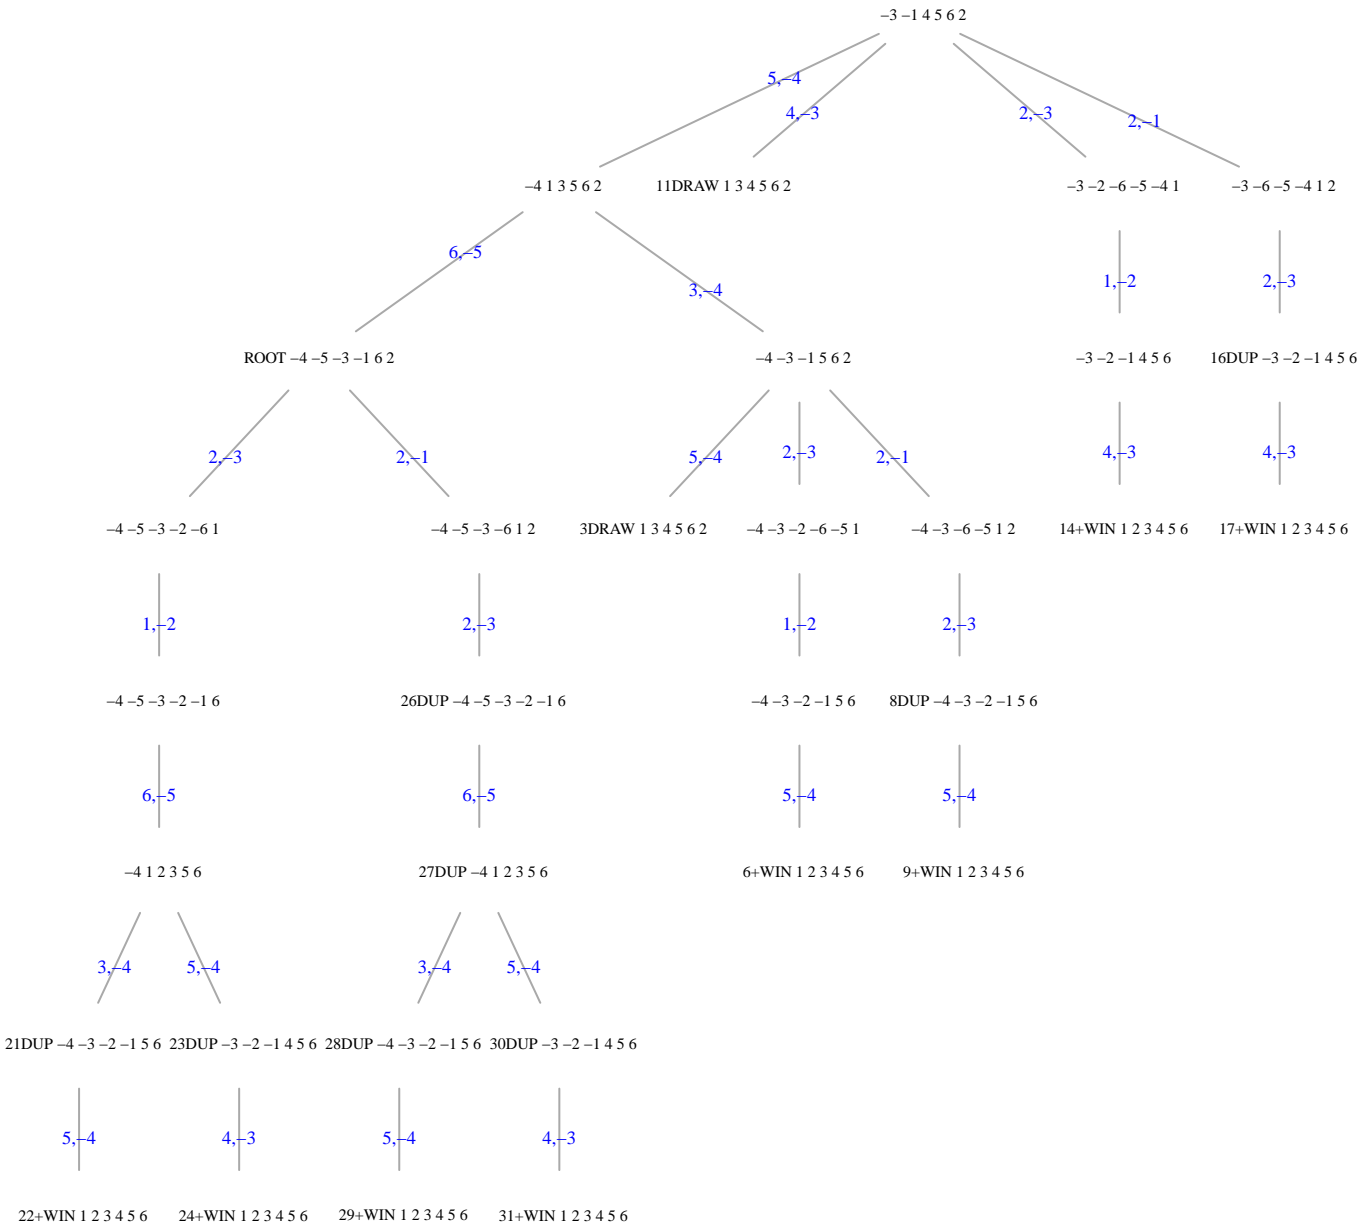 −3 −1 4 5 6 2
5,−4
4,−3
2,−3
2,−1
−4 1 3 5 6 2
11DRAW 1 3 4 5 6 2
−3 −2 −6 −5 −4 1
−3 −6 −5 −4 1 2
6,−5
3,−4
1,−2
2,−3
ROOT −4 −5 −3 −1 6 2
−4 −3 −1 5 6 2
−3 −2 −1 4 5 6
16DUP −3 −2 −1 4 5 6
2,−3
2,−1
5,−4
2,−3
2,−1
4,−3
4,−3
−4 −5 −3 −2 −6 1
−4 −5 −3 −6 1 2
3DRAW 1 3 4 5 6 2
−4 −3 −2 −6 −5 1
−4 −3 −6 −5 1 2
14+WIN 1 2 3 4 5 6
17+WIN 1 2 3 4 5 6
1,−2
2,−3
1,−2
2,−3
−4 −5 −3 −2 −1 6
26DUP −4 −5 −3 −2 −1 6
−4 −3 −2 −1 5 6
8DUP −4 −3 −2 −1 5 6
6,−5
6,−5
5,−4
5,−4
−4 1 2 3 5 6
27DUP −4 1 2 3 5 6
6+WIN 1 2 3 4 5 6
9+WIN 1 2 3 4 5 6
3,−4
5,−4
3,−4
5,−4
21DUP −4 −3 −2 −1 5 6
23DUP −3 −2 −1 4 5 6
28DUP −4 −3 −2 −1 5 6
30DUP −3 −2 −1 4 5 6
5,−4
4,−3
5,−4
4,−3
22+WIN 1 2 3 4 5 6
24+WIN 1 2 3 4 5 6
29+WIN 1 2 3 4 5 6
31+WIN 1 2 3 4 5 6